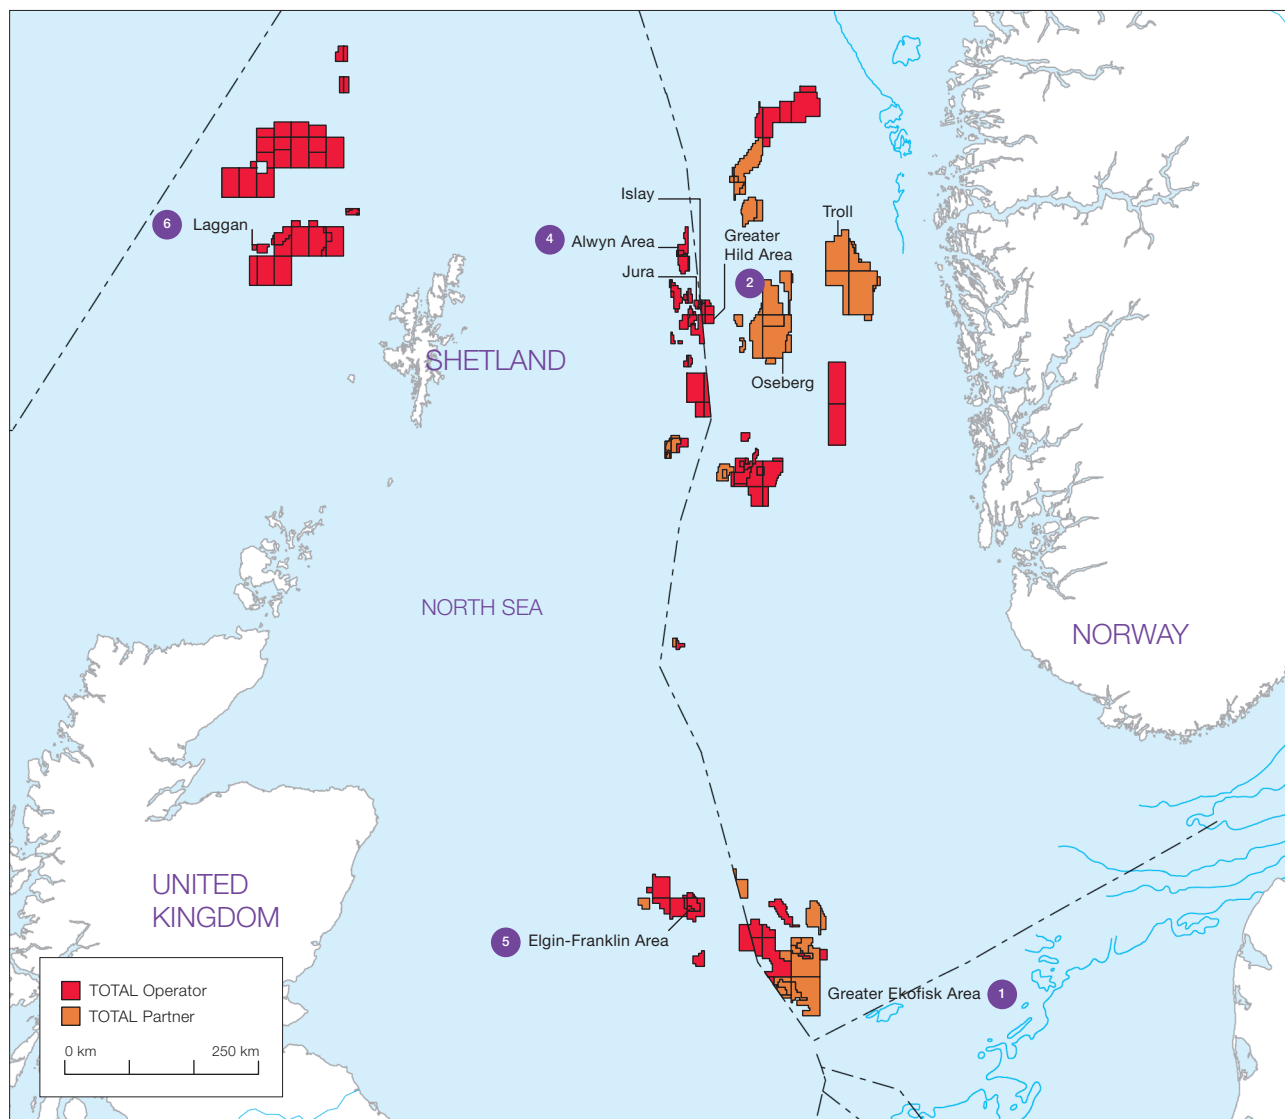 Islay
Troll
6
Laggan
4
Alwyn Area
Greater
Hild Area
Jura
2
SHETLAND
Oseberg
NORTH SEA
NORWAY
UNITED
KINGDOM
5
Elgin-Franklin Area
Greater Ekofisk Area
1
TOTAL Operator
TOTAL Partner
0 km
250 km